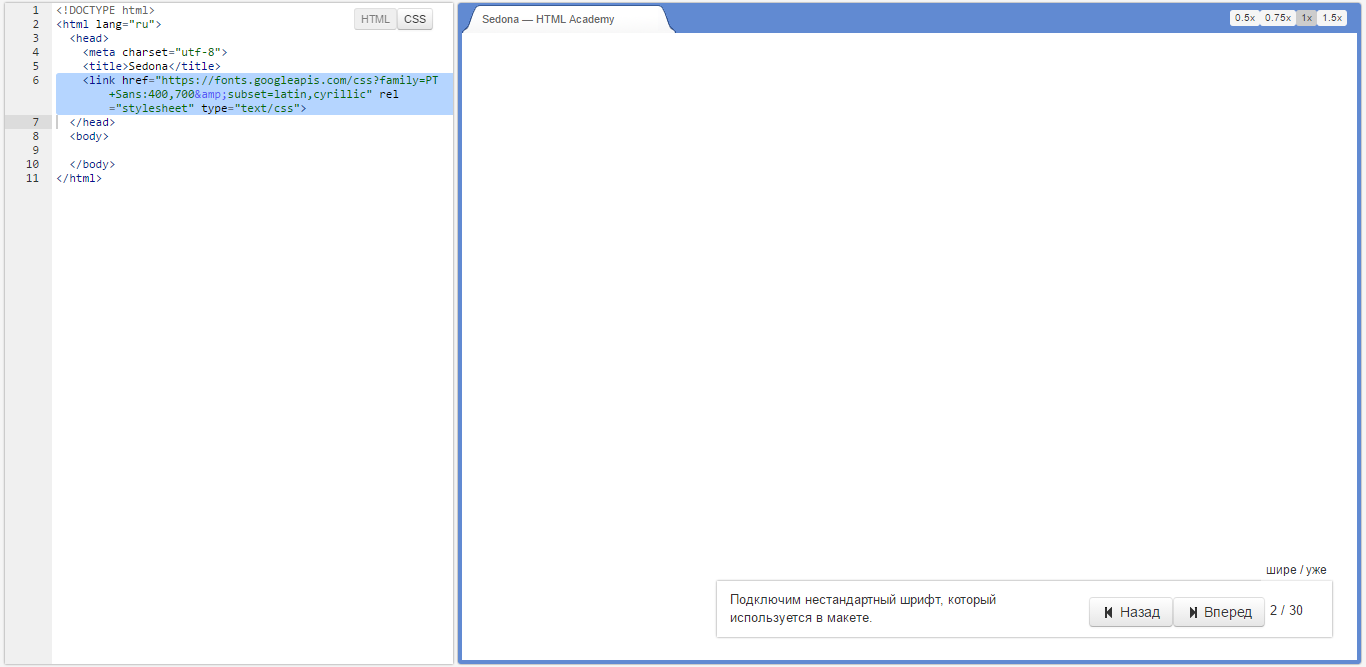 1 <!DOCTYPE html>
2 <html lang="ru">
3 <head>
4 <meta charset="utf-8">
5 <title>Sedona</title>
6 <link href="https://fonts.googleapis.com/css?family=PT
+Sans:400,700&amp;subset=latin,cyrillic" rel
="stylesheet" type="text/css">
7 </head>
8 <body>
9
10 </body>
11 </html>
HTML CSS
Sedona — HTML Academy
0.5x 0.75x 1x 1.5x
шире / уже
Подключим нестандартный шрифт, который
используется в макете.
Назад Вперед 2 / 30